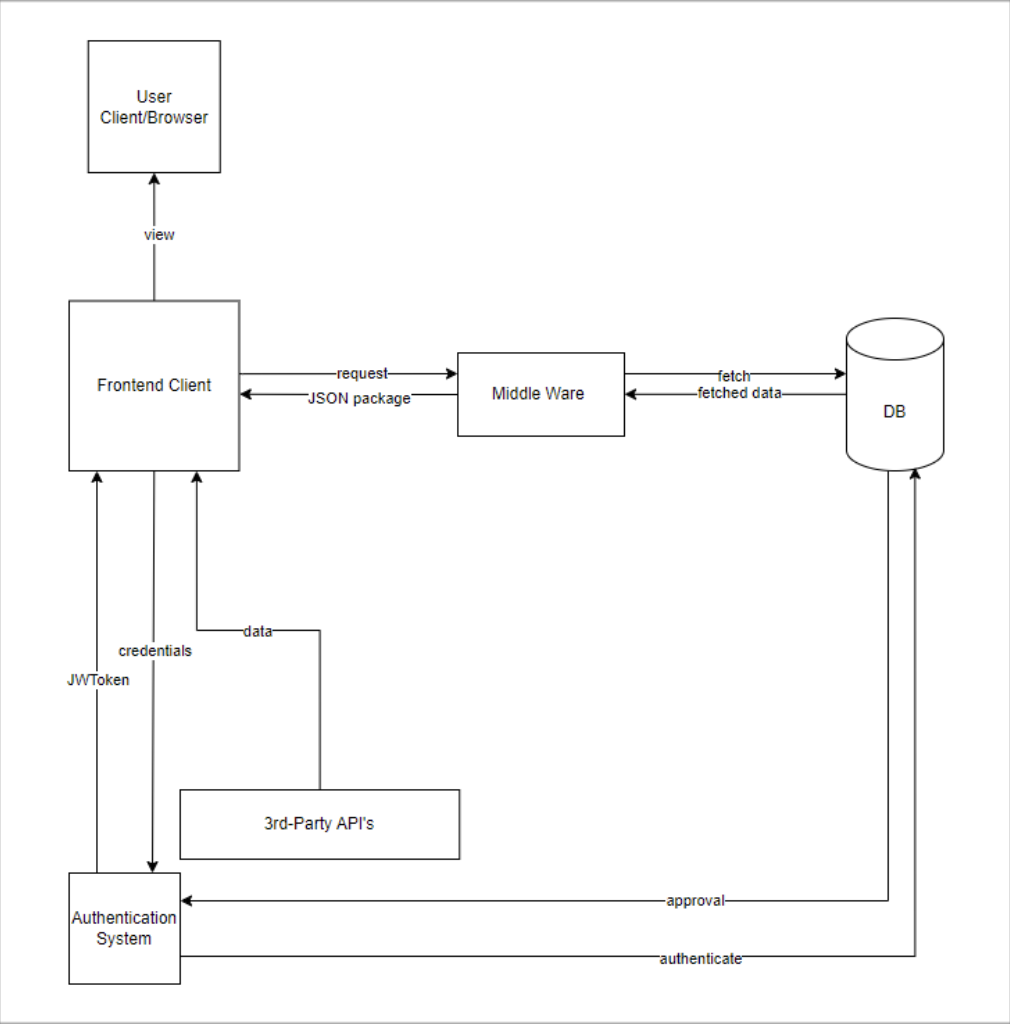 User
Client/Browser
view
Frontend Client
request
JSON package
Middle Ware
fetch
fetched data
DB
data
credentials
JWToken
3rd-Party API's
Authentication
System
approval
authenticate